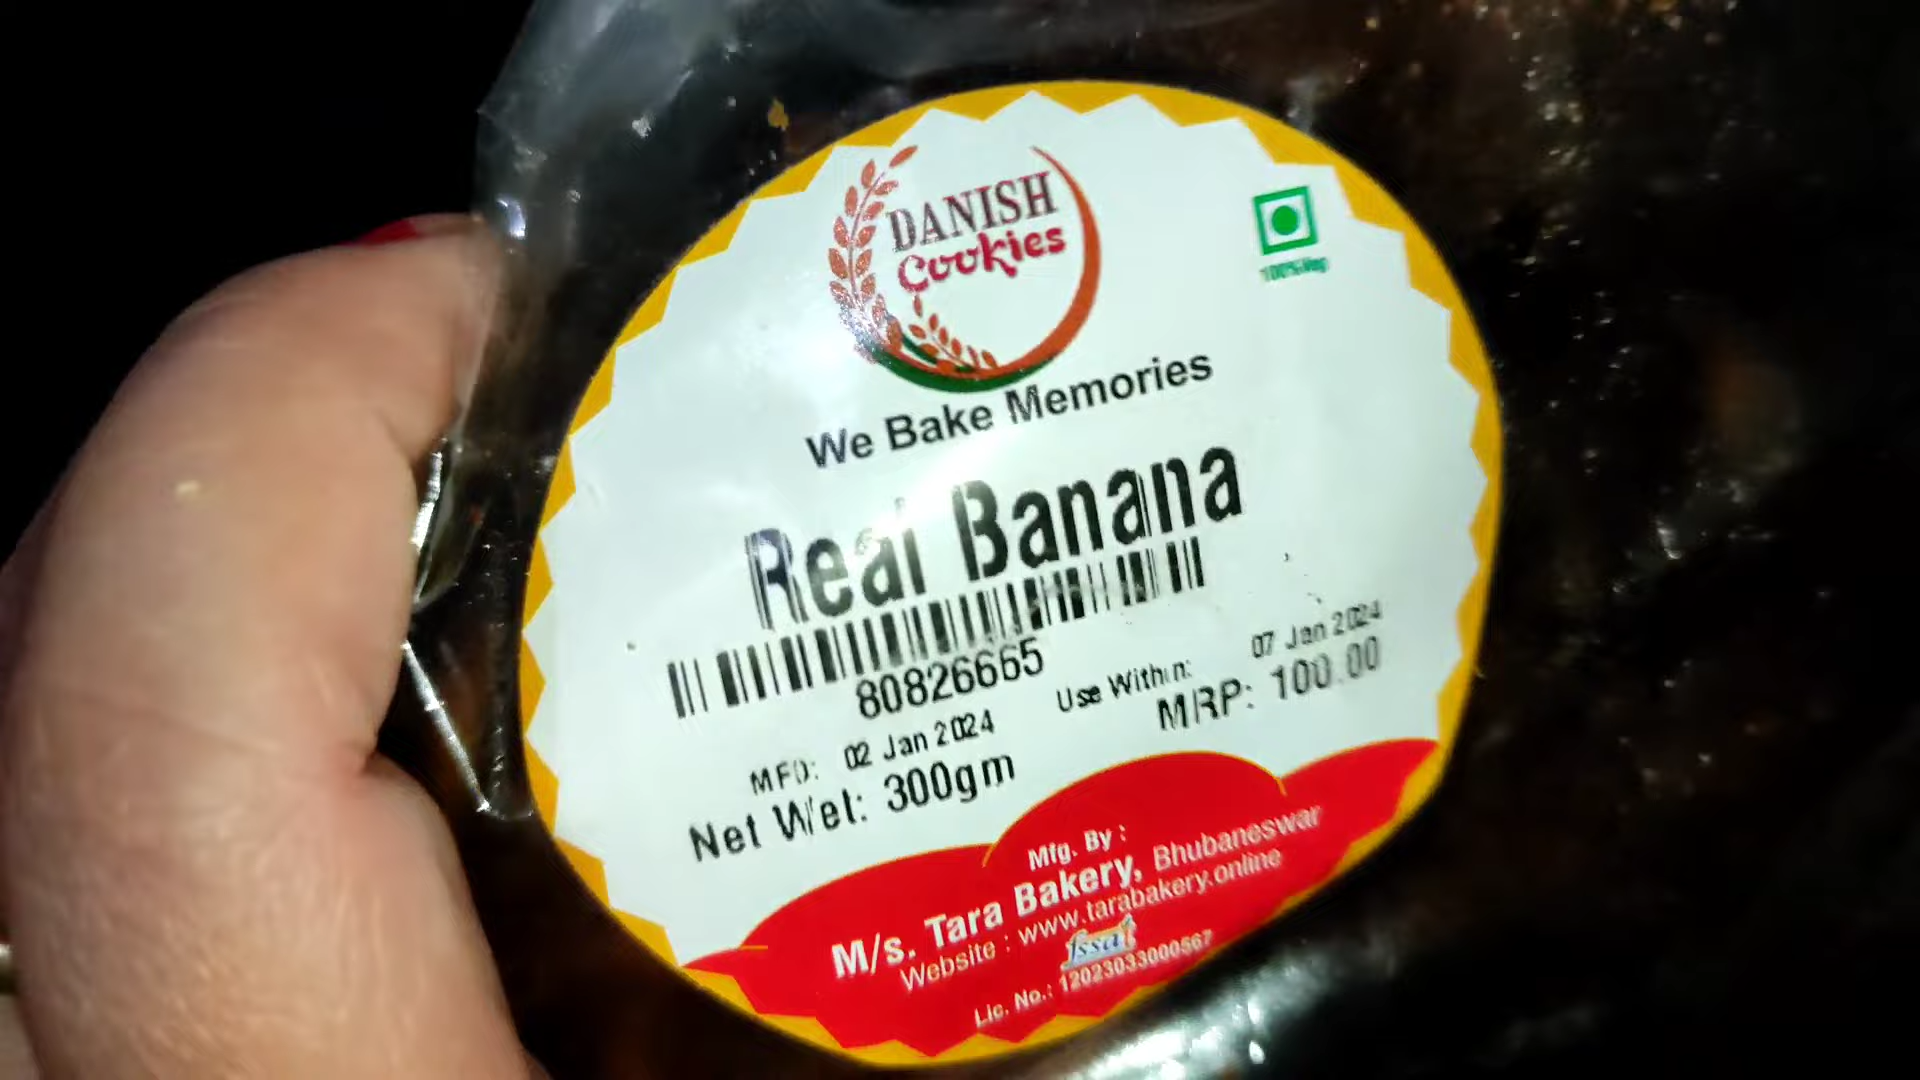 DANISH
Cookies
100% Veg
We Bake Memories
Real Banana
80826665
MFD: 02 Jan 2024
Use Within: 07 Jan 2024
Net Wet: 300gm
MRP: 100.00
Mfg. By :
M/s. Tara Bakery, Bhubaneswar
Website : www.tarabakery.online
fssai
Lic. No.: 12023033000567